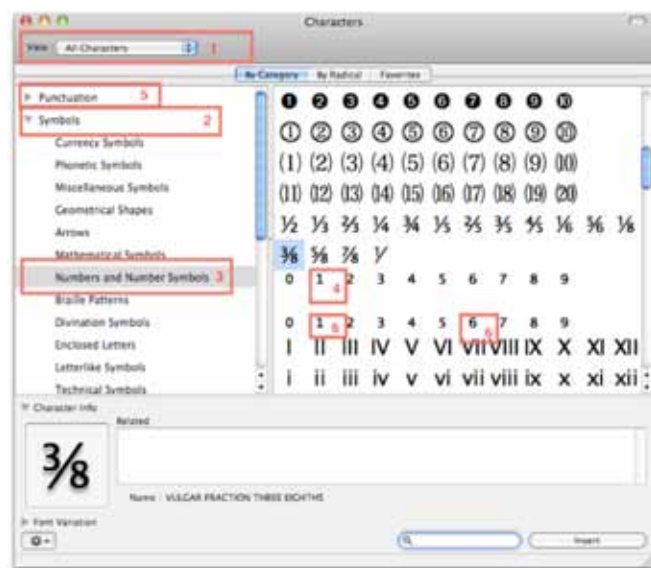 Characters
View: All Characters 1
By Category By Radical Favorites
Punctuation 5
Symbols 2
Currency Symbols
Phonetic Symbols
Miscellaneous Symbols
Geometrical Shapes
Arrows
Mathematical Symbols
Numbers and Number Symbols 3
Braille Patterns
Divination Symbols
Enclosed Letters
Letterlike Symbols
Technical Symbols
❶ ❷ ❸ ❹ ❺ ❻ ❼ ❽ ❾ ❿
① ② ③ ④ ⑤ ⑥ ⑦ ⑧ ⑨ ⑩
⑴ ⑵ ⑶ ⑷ ⑸ ⑹ ⑺ ⑻ ⑼ ⑽
⑾ ⑿ ⒀ ⒁ ⒂ ⒃ ⒄ ⒅ ⒆ ⒇
½ ⅓ ⅔ ¼ ¾ ⅕ ⅖ ⅗ ⅘ ⅙ ⅚ ⅛
⅜ ⅝ ⅞ ⅟
0 1 2 3 4 5 6 7 8 9
4
0 1 2 3 4 5 6 7 8 9
6 6
Ⅰ Ⅱ Ⅲ Ⅳ Ⅴ Ⅵ Ⅶ Ⅷ Ⅸ Ⅹ Ⅺ Ⅻ
ⅰ ⅱ ⅲ ⅳ ⅴ ⅵ ⅶ ⅷ ⅸ ⅹ ⅺ ⅻ
Character Info
Related
⅜
Name : VULGAR FRACTION THREE EIGHTHS
Font Variation
Insert